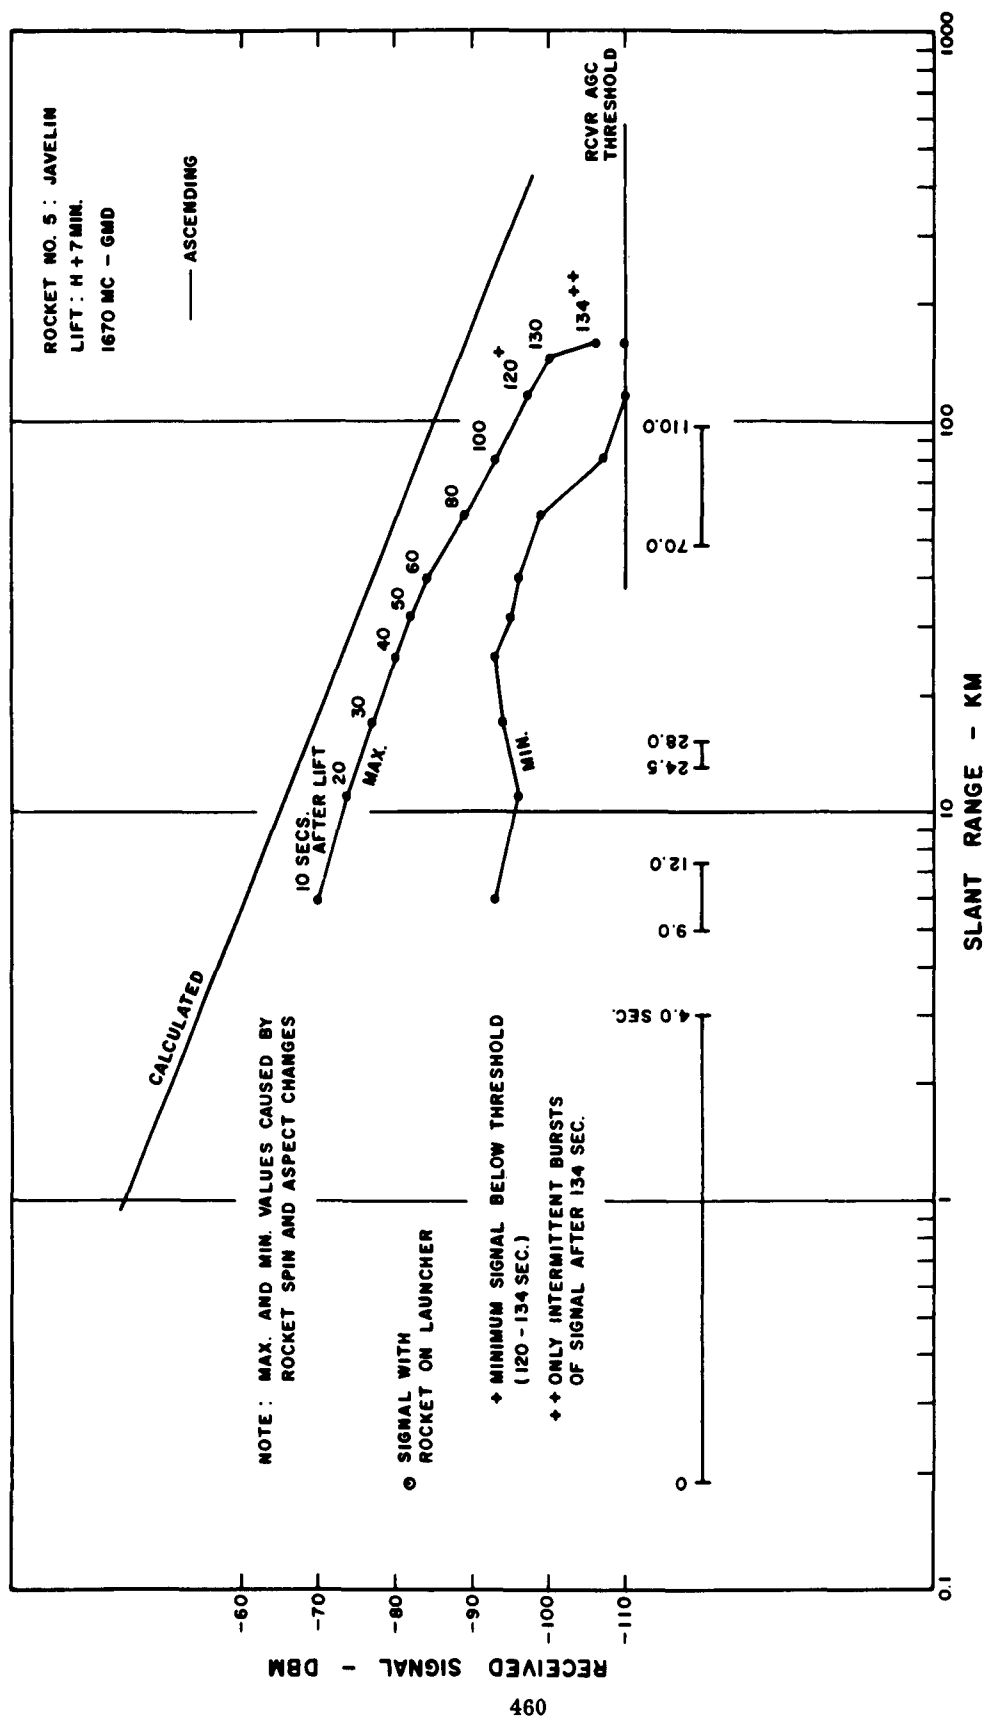 ROCKET NO. 5 : JAVELIN
LIFT : H + 7 MIN.
1670 MC - GMD
ASCENDING
CALCULATED
NOTE : MAX. AND MIN. VALUES CAUSED BY
ROCKET SPIN AND ASPECT CHANGES
SIGNAL WITH
ROCKET ON LAUNCHER
+ MINIMUM SIGNAL BELOW THRESHOLD
(120 - 134 SEC.)
+ + ONLY INTERMITTENT BURSTS
OF SIGNAL AFTER 134 SEC.
10 SECS.
AFTER LIFT
20
30
40
50
60
80
100
120+
130
134++
MAX.
MIN.
RCVR AGC
THRESHOLD
0
4.0 SEC.
9.0
12.0
24.5
28.0
70.0
110.0
-60
-70
-80
-90
-100
-110
RECEIVED SIGNAL - DBM
0.1
1
10
100
1000
SLANT RANGE - KM
460